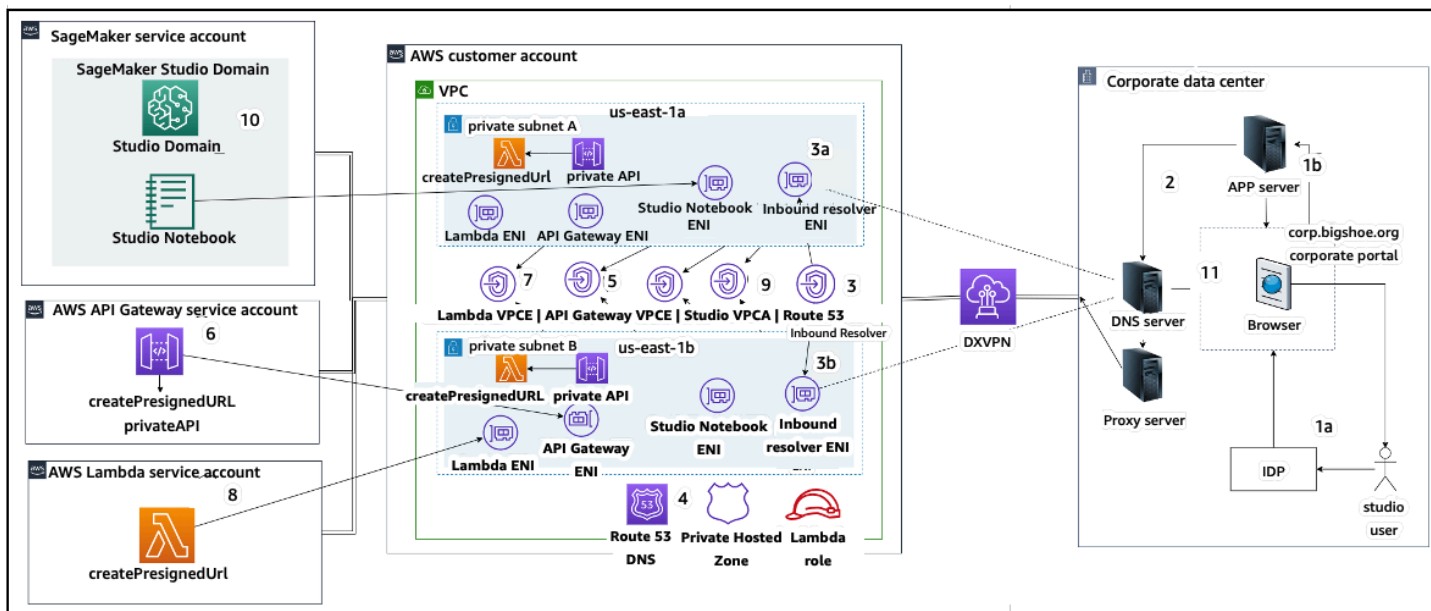 aws
SageMaker service account
SageMaker Studio Domain
10
Studio Domain
Studio Notebook
aws
AWS API Gateway service account
6
createPresignedURL
privateAPI
aws
AWS Lambda service account
8
createPresignedUrl
aws
AWS customer account
VPC
us-east-1a
private subnet A
createPresignedUrl
private API
3a
Studio Notebook
ENI
Inbound resolver
ENI
Lambda ENI
API Gateway ENI
7
5
9
3
Lambda VPCE | API Gateway VPCE | Studio VPCA | Route 53
Inbound Resolver
private subnet B
us-east-1b
3b
createPresignedURL
private API
Lambda ENI
API Gateway
ENI
Studio Notebook
ENI
Inbound
resolver ENI
53
4
Route 53
DNS
Private Hosted
Zone
Lambda
role
DXVPN
Corporate data center
1b
2
APP server
corp.bigshoe.org
corporate portal
11
DNS server
Browser
Proxy server
1a
IDP
studio
user